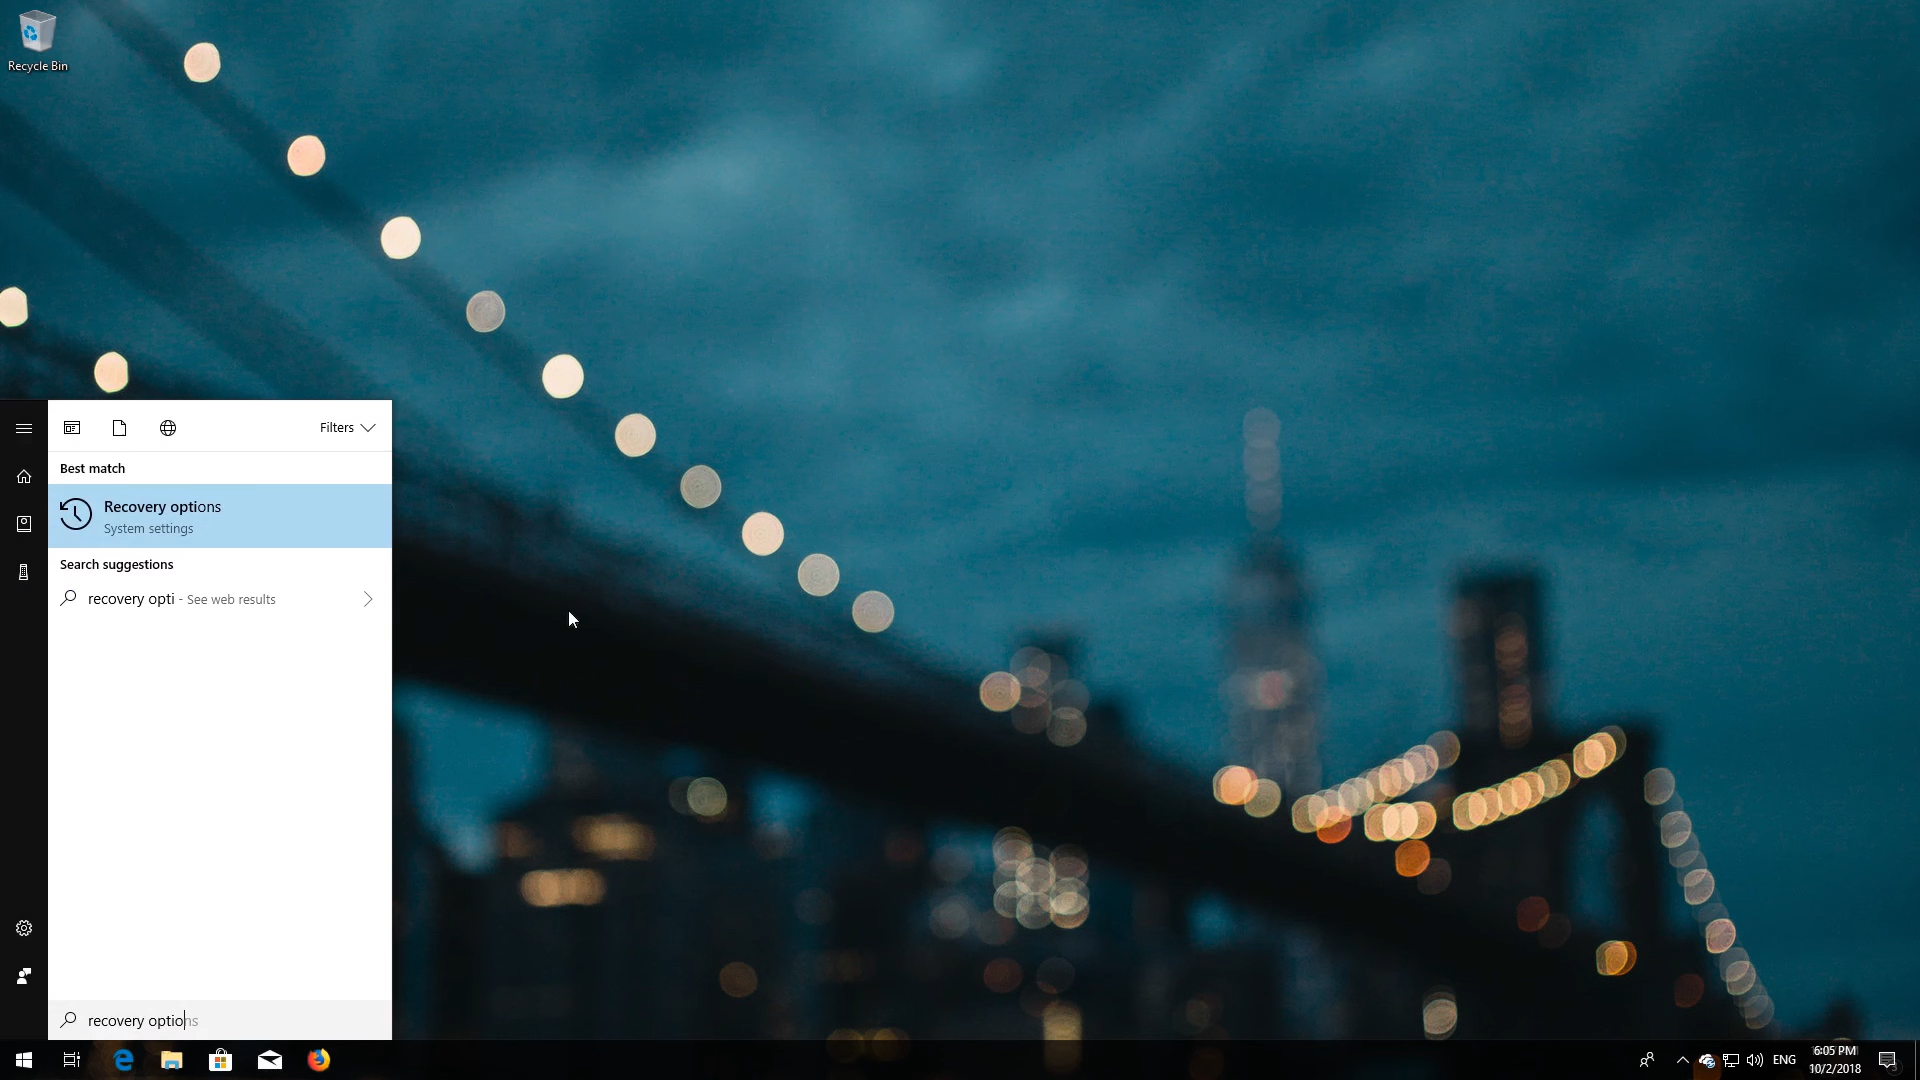 Recycle Bin
Filters
Best match
Recovery options
System settings
Search suggestions
recovery opti - See web results
recovery options
ENG
6:05 PM
10/2/2018